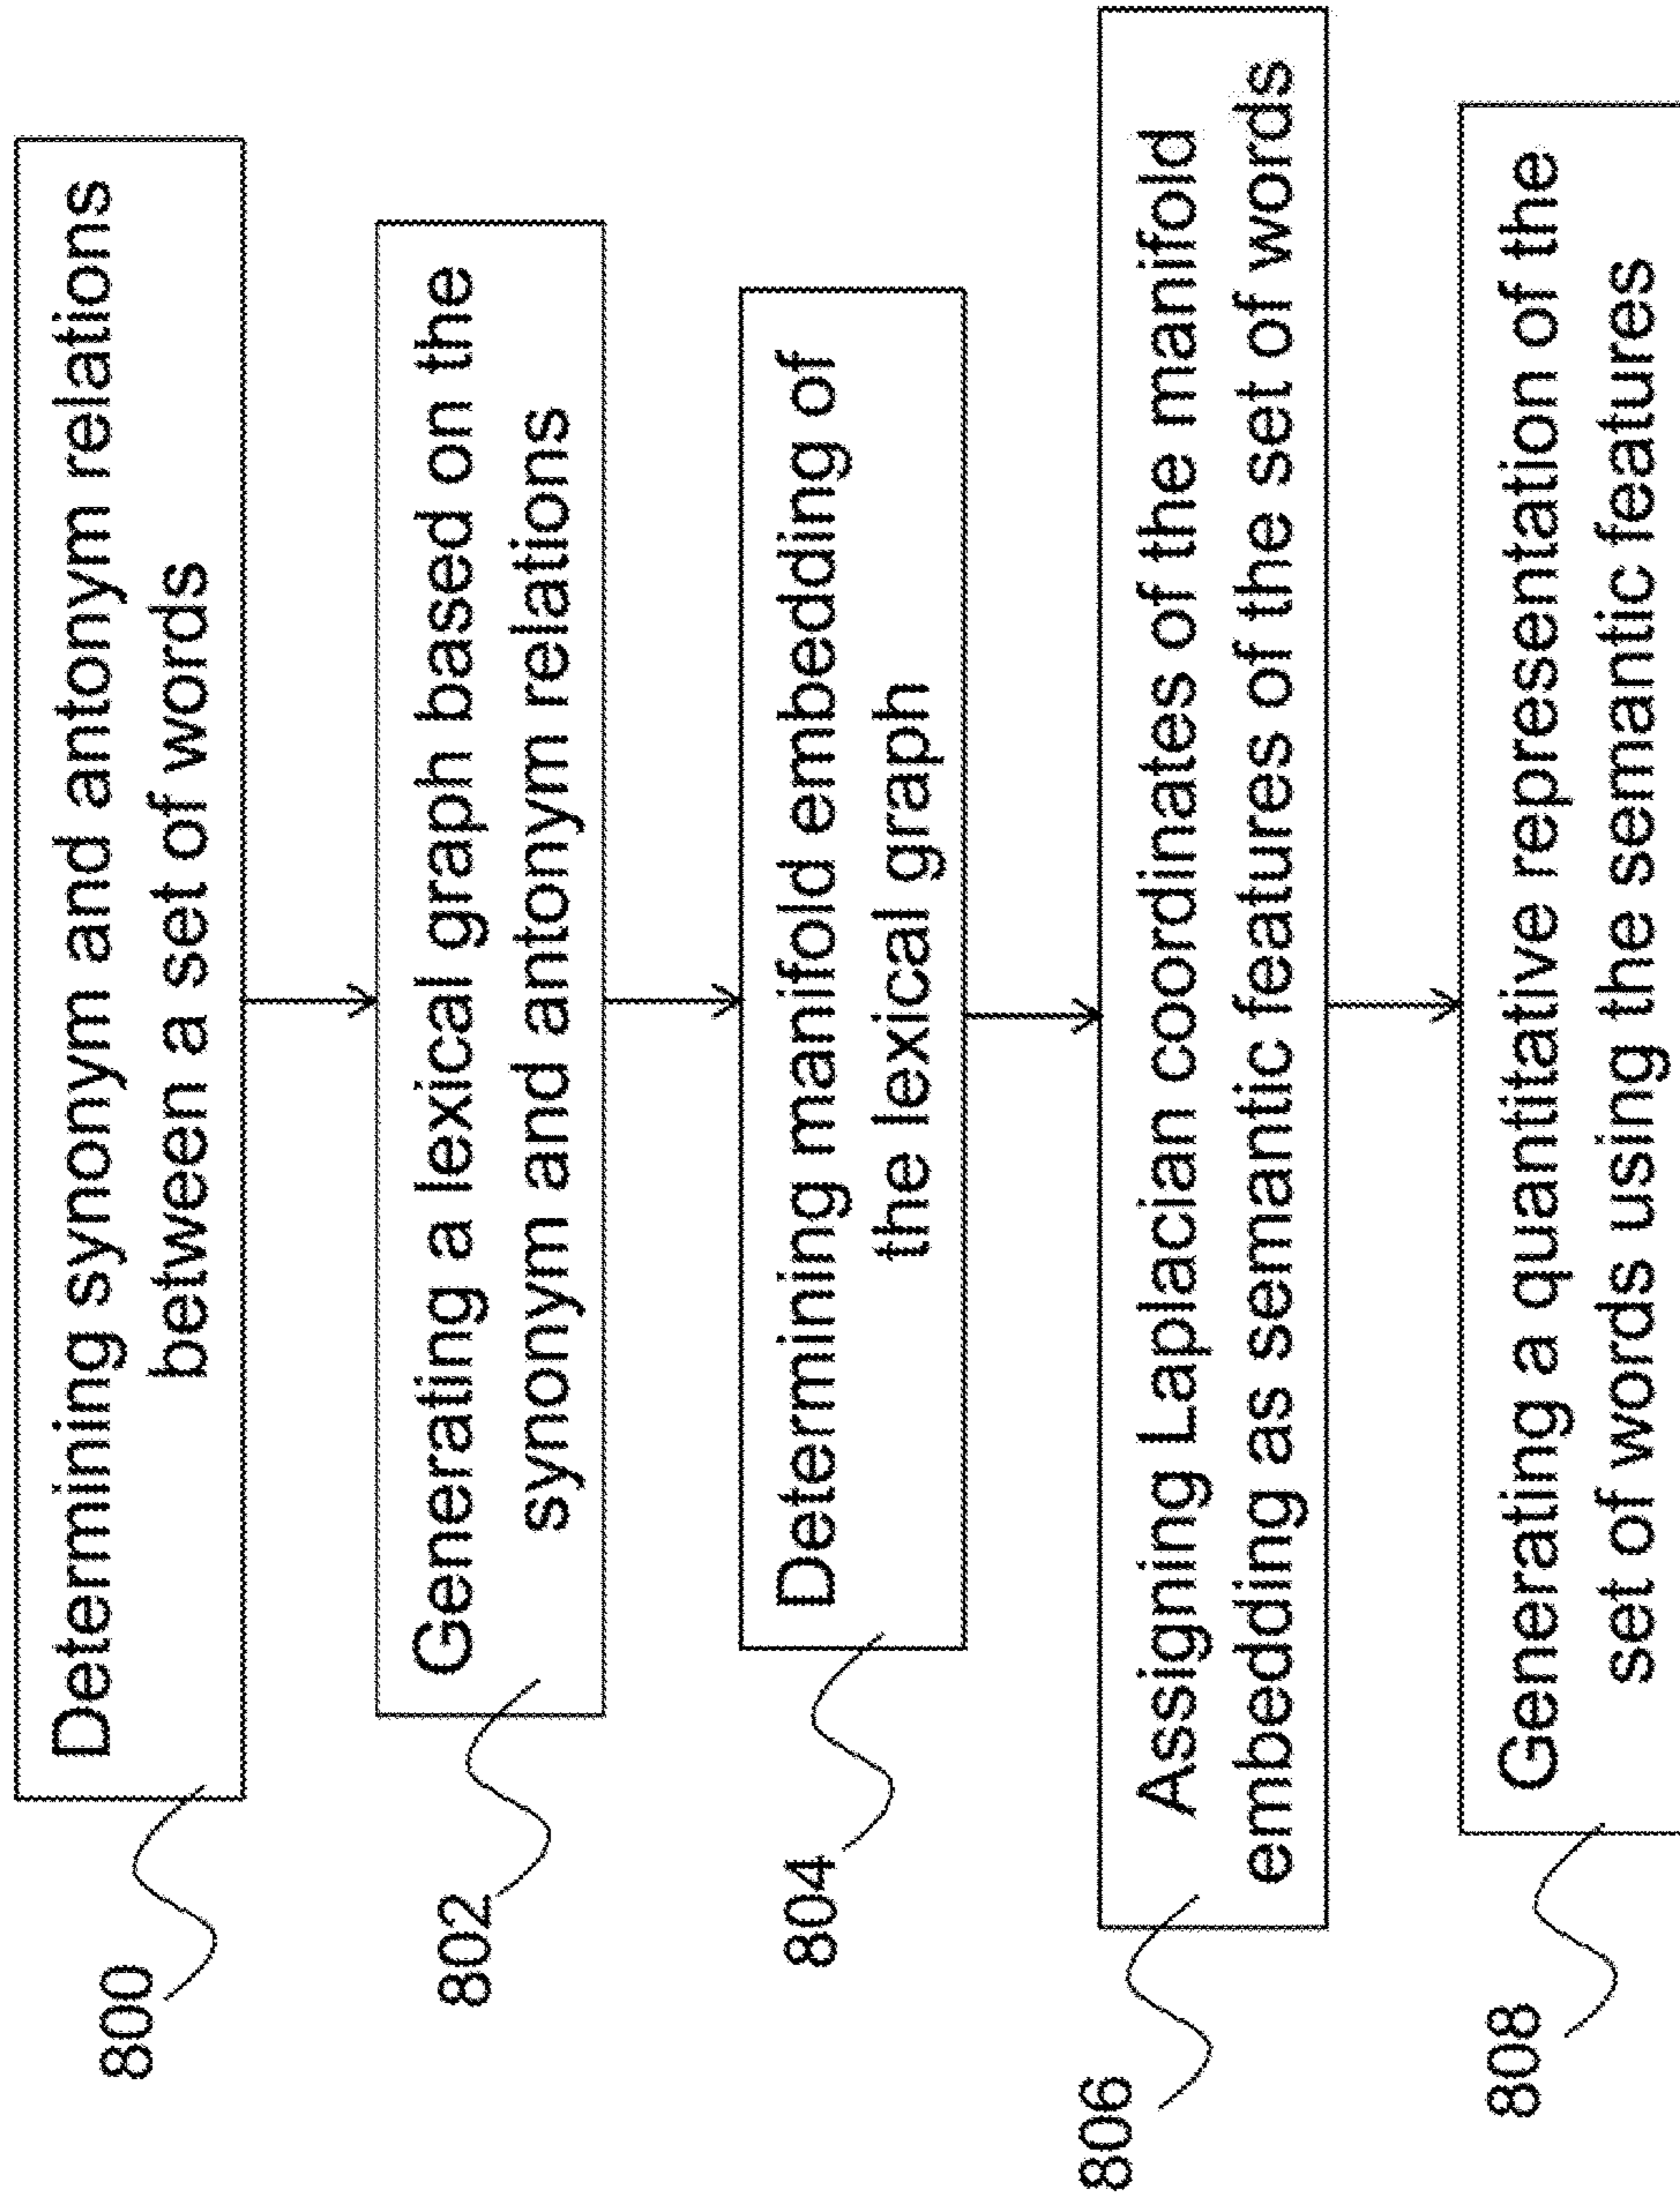 800
Determining synonym and antonym relations
between a set of words
802
Generating a lexical graph based on the
synonym and antonym relations
804
Determining manifold embedding of
the lexical graph
806
Assigning Laplacian coordinates of the manifold
embedding as semantic features of the set of words
808
Generating a quantitative representation of the
set of words using the semantic features